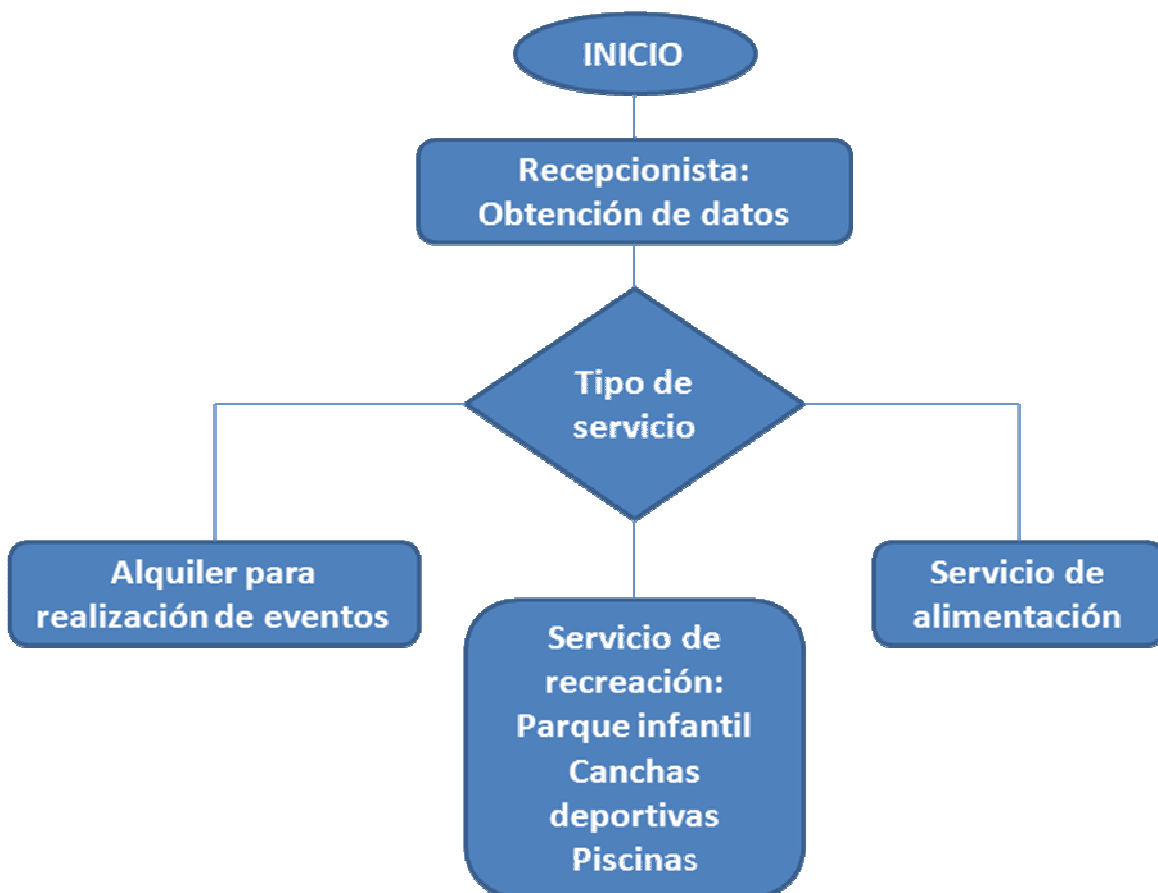 INICIO
Recepcionista:
Obtención de datos
Tipo de
servicio
Alquiler para
realización de eventos
Servicio de
recreación:
Parque infantil
Canchas
deportivas
Piscinas
Servicio de
alimentación